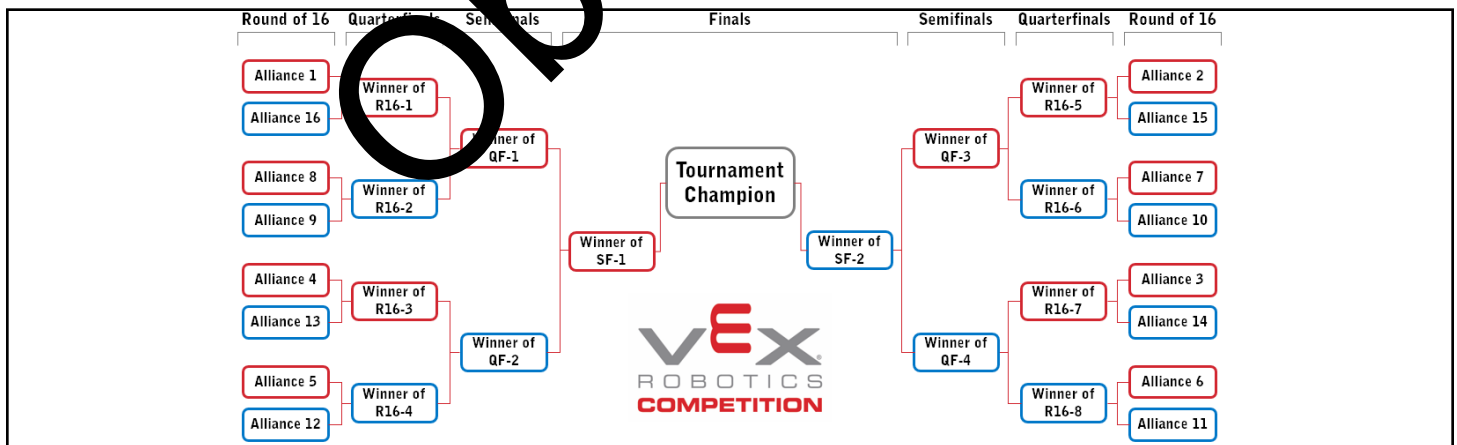 Round of 16
Finals
Semifinals
Quarterfinals
Round of 16
Alliance 1
Alliance 16
Winner of
R16-1
Alliance 8
Alliance 9
Winner of
R16-2
QF-1
Alliance 4
Alliance 13
Winner of
R16-3
Alliance 5
Alliance 12
Winner of
R16-4
Winner of
QF-2
Winner of
SF-1
Tournament
Champion
Winner of
SF-2
Winner of
QF-3
Winner of
QF-4
Winner of
R16-5
Winner of
R16-6
Winner of
R16-7
Winner of
R16-8
Alliance 2
Alliance 15
Alliance 7
Alliance 10
Alliance 3
Alliance 14
Alliance 6
Alliance 11
VEX
ROBOTICS
COMPETITION